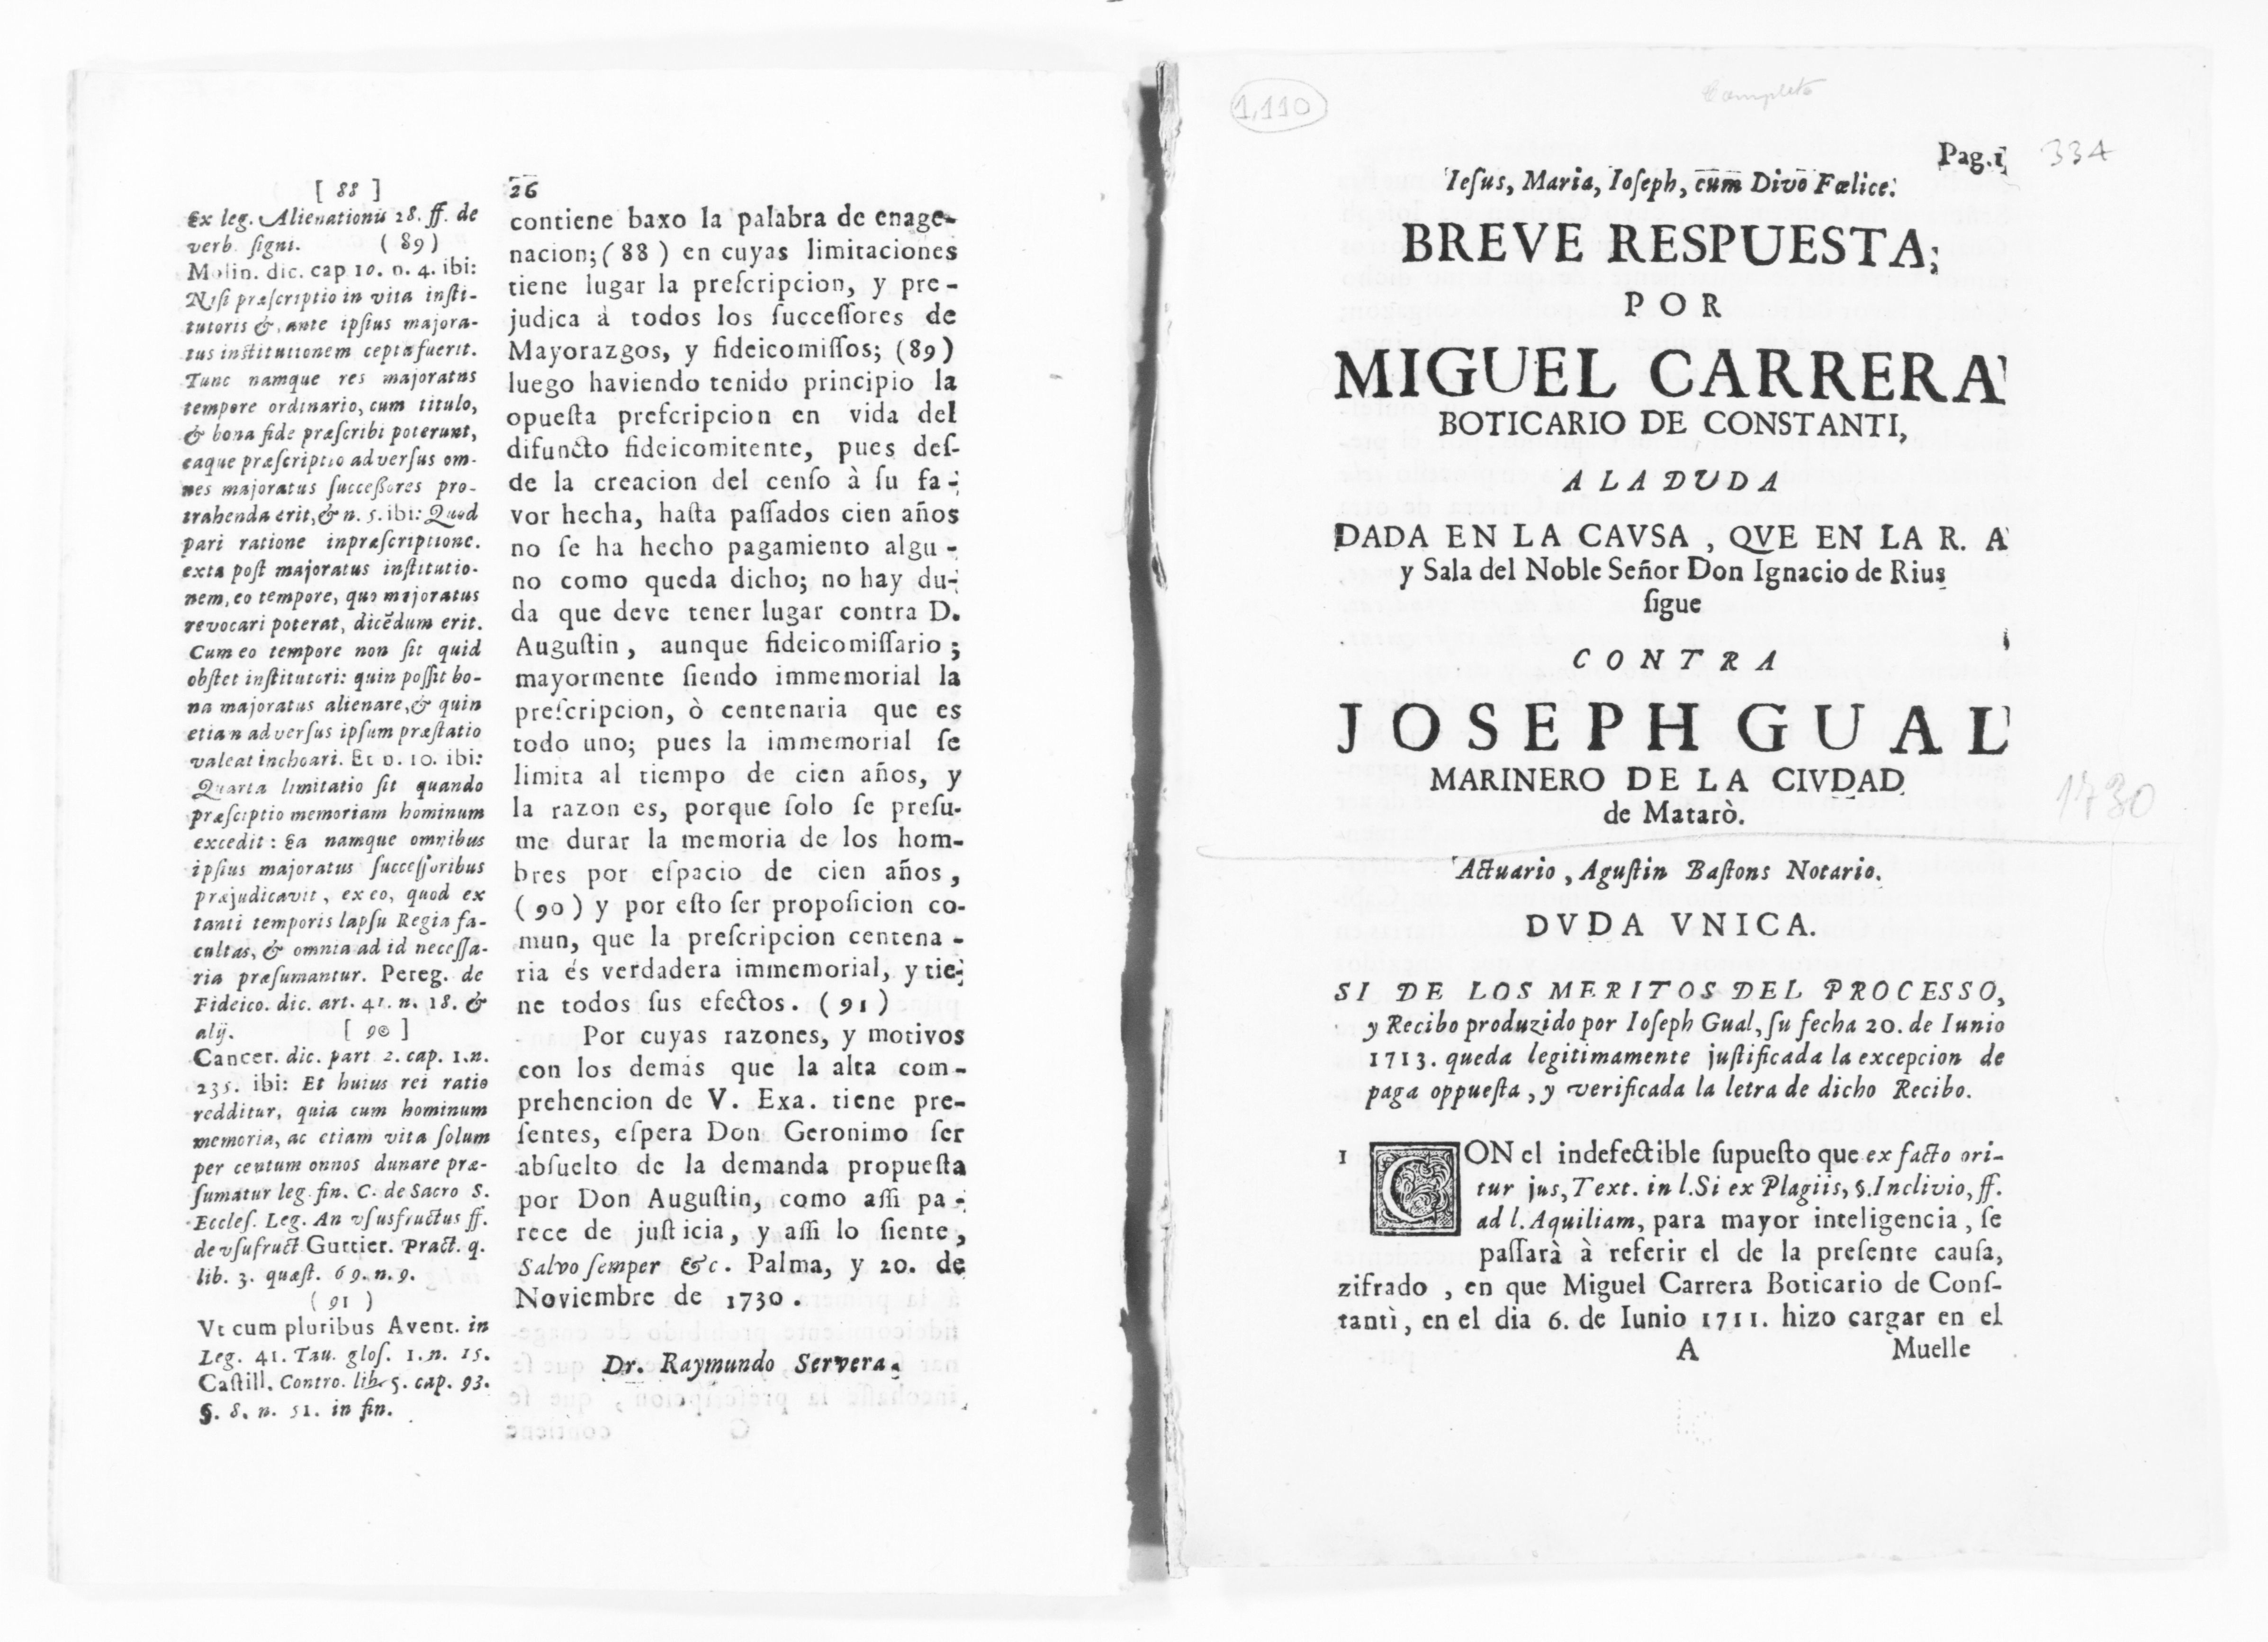 [ 88 ]
Ex leg. Alienationis 28. ff. de
verb. ſigni. ( 89 )
Molin. dic. cap 10. n. 4. ibi:
Niſi præſcriptio in vita inſti-
tutoris &, ante ipſius majora-
tus inſtitutionem cepta fuerit.
Tunc namque res majoratus
tempore ordinario, cum titulo,
& bona fide præſcribi poterunt,
eaque præſcriptio adverſus om-
nes majoratus ſucceſſores pro-
trahenda erit, & n. 5. ibi: Quod
pari ratione inpræſcriptione.
exta poſt majoratus inſtitutio-
nem, eo tempore, quo majoratus
revocari poterat, dicēdum erit.
Cum eo tempore non ſit quid
obſtet inſtitutori: quin poſſit bo-
na majoratus alienare, & quin
etian adverſus ipſum præſtatio
valeat inchoari. Et n. 10. ibi:
Quarta limitatio ſit quando
præſciptio memoriam hominum
excedit: Ea namque omnibus
ipſius majoratus ſucceſſoribus
præjudicavit, ex eo, quod ex
tanti temporis lapſu Regia fa-
cultas, & omnia ad id neceſſa-
ria præſumantur. Pereg. de
Fideico. dic. art. 41. n. 18. &
alij. [ 90 ]
Cancer. dic. part 2. cap. 1. n.
235. ibi: Et huius rei ratio
redditur, quia cum hominum
memoria, ac etiam vita ſolum
per centum onnos dunare præ-
ſumatur leg. fin. C. de Sacro S.
Eccleſ. Leg. An vſusfructus ff.
de vſufruct Guttier. Pract. q.
lib. 3. quæſt. 69. n. 9.
( 91 )
Vt cum pluribus Avent. in
Leg. 41. Tau. gloſ. 1. n. 15.
Caſtill. Contro. lib. 5. cap. 93.
§. 8. n. 51. in fin.
26
contiene baxo la palabra de enage-
nacion; ( 88 ) en cuyas limitaciones
tiene lugar la preſcripcion, y pre-
judica à todos los ſucceſſores de
Mayorazgos, y fideicomiſſos; (89)
luego haviendo tenido principio la
opueſta preſcripcion en vida del
difuncto fideicomitente, pues deſ-
de la creacion del cenſo à ſu fa-
vor hecha, haſta paſſados cien años
no ſe ha hecho pagamiento algu-
no como queda dicho; no hay du-
da que deve tener lugar contra D.
Auguſtin, aunque fideicomiſſario;
mayormente ſiendo immemorial la
preſcripcion, ò centenaria que es
todo uno; pues la immemorial ſe
limita al tiempo de cien años, y
la razon es, porque ſolo ſe preſu-
me durar la memoria de los hom-
bres por eſpacio de cien años,
( 90 ) y por eſto ſer propoſicion co-
mun, que la preſcripcion centena-
ria és verdadera immemorial, y tie-
ne todos ſus efectos. ( 91 )
Por cuyas razones, y motivos
con los demás que la alta com-
prehencion de V. Exa. tiene pre-
ſentes, eſpera Don Geronimo ſer
abſuelto de la demanda propueſta
por Don Auguſtin, como aſſi pa-
rece de juſticia, y aſſi lo ſiente,
Salvo ſemper &c. Palma, y 20. de
Noviembre de 1730.
Dr. Raymundo Servera.
1,110
Completo
Pag. 1
334
Ieſus, Maria, Ioſeph, cum Divo Fœlice.
BREVE RESPUESTA;
POR
MIGUEL CARRERA
BOTICARIO DE CONSTANTI,
A LA DUDA
DADA EN LA CAVSA, QVE EN LA R. A
y Sala del Noble Señor Don Ignacio de Rius
ſigue
CONTRA
JOSEPH GUAL
MARINERO DE LA CIVDAD
de Matarò.
1730
Actuario, Aguſtin Baſtons Notario.
DVDA VNICA.
SI DE LOS MERITOS DEL PROCESSO,
y Recibo produzido por Ioſeph Gual, ſu fecha 20. de Iunio
1713. queda legitimamente juſtificada la excepcion de
paga oppueſta, y verificada la letra de dicho Recibo.
1 CON el indefectible ſupueſto que ex facto ori-
tur jus, Text. in l. Si ex Plagiis, §. Inclivio, ff.
ad l. Aquiliam, para mayor inteligencia, ſe
paſſarà à referir el de la preſente cauſa,
zifrado, en que Miguel Carrera Boticario de Conſ-
tantì, en el dia 6. de Iunio 1711. hizo cargar en el
A Muelle